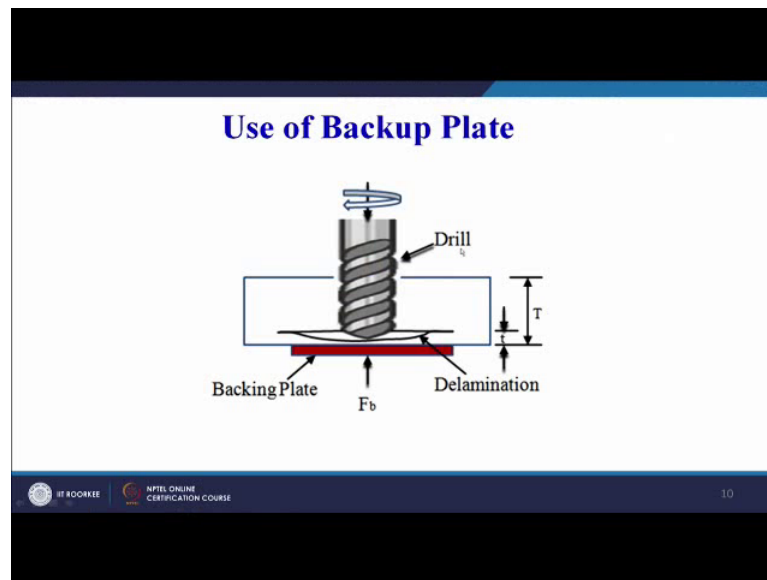 Use of Backup Plate
Drill
T
t
Backing Plate
Delamination
Fb
IIT ROORKEE
NPTEL ONLINE
CERTIFICATION COURSE
10